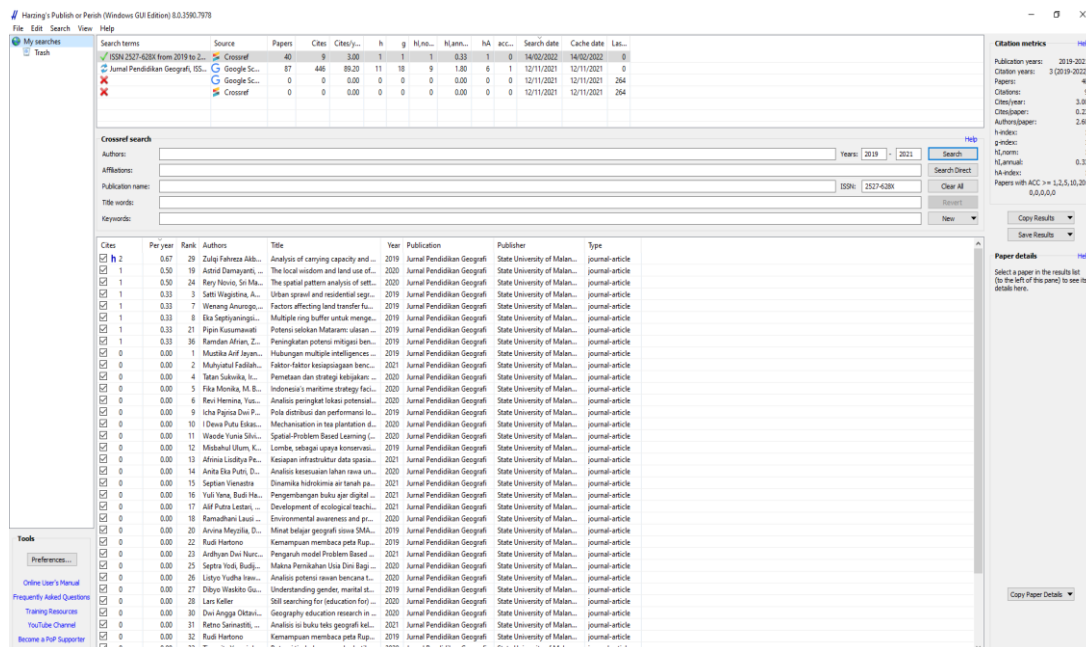 Harzing's Publish or Perish (Windows GUI Edition) 8.0.3590.7978
File Edit Search View Help
My searches
Trash
Search terms Source Papers Cites Cites/y... h g hI,no... hI,ann... hA acc... Search date Cache date Las...
ISSN 2527-628X from 2019 to 2... Crossref 40 9 3.00 1 1 1 0.33 1 0 14/02/2022 14/02/2022 0
Jurnal Pendidikan Geografi, ISS... Google Sc... 87 446 89.20 11 18 9 1.80 6 1 12/11/2021 12/11/2021 0
Google Sc... 0 0 0.00 0 0 0 0.00 0 0 12/11/2021 12/11/2021 264
Crossref 0 0 0.00 0 0 0 0.00 0 0 12/11/2021 12/11/2021 264
Crossref search Help
Authors: Years: 2019 - 2021 Search
Affiliations: Search Direct
Publication name: ISSN: 2527-628X Clear All
Title words: Revert
Keywords: New
Cites Per year Rank Authors Title Year Publication Publisher Type
h 2 0.67 29 Zulqi Fahreza Akb... Analysis of carrying capacity and ... 2019 Jurnal Pendidikan Geografi State University of Malan... journal-article
1 0.50 19 Astrid Damayanti, ... The local wisdom and land use of... 2020 Jurnal Pendidikan Geografi State University of Malan... journal-article
1 0.50 24 Rery Novio, Sri Ma... The spatial pattern analysis of sett... 2020 Jurnal Pendidikan Geografi State University of Malan... journal-article
1 0.33 3 Satti Wagistina, A... Urban sprawl and residential segr... 2019 Jurnal Pendidikan Geografi State University of Malan... journal-article
1 0.33 7 Wenang Anurogo,... Factors affecting land transfer fu... 2019 Jurnal Pendidikan Geografi State University of Malan... journal-article
1 0.33 8 Eka Septiyaningsi... Multiple ring buffer untuk menge... 2019 Jurnal Pendidikan Geografi State University of Malan... journal-article
1 0.33 21 Pipin Kusumawati Potensi selokan Mataram: ulasan ... 2019 Jurnal Pendidikan Geografi State University of Malan... journal-article
1 0.33 36 Ramdan Afrian, Z... Peningkatan potensi mitigasi ben... 2019 Jurnal Pendidikan Geografi State University of Malan... journal-article
0 0.00 1 Mustika Arif Jayan... Hubungan multiple intelligences ... 2019 Jurnal Pendidikan Geografi State University of Malan... journal-article
0 0.00 2 Muhyiatul Fadilah... Faktor-faktor kesiapsiagaan benc... 2021 Jurnal Pendidikan Geografi State University of Malan... journal-article
0 0.00 4 Tatan Sukwika, Ir... Pemetaan dan strategi kebijakan: ... 2020 Jurnal Pendidikan Geografi State University of Malan... journal-article
0 0.00 5 Fika Monika, M. B... Indonesia's maritime strategy faci... 2020 Jurnal Pendidikan Geografi State University of Malan... journal-article
0 0.00 6 Revi Hernina, Yus... Analisis peringkat lokasi potensial... 2020 Jurnal Pendidikan Geografi State University of Malan... journal-article
0 0.00 9 Icha Pajrisa Dwi P... Pola distribusi dan performansi lo... 2019 Jurnal Pendidikan Geografi State University of Malan... journal-article
0 0.00 10 I Dewa Putu Eskas... Mechanisation in tea plantation d... 2020 Jurnal Pendidikan Geografi State University of Malan... journal-article
0 0.00 11 Waode Yunia Silvi... Spatial-Problem Based Learning (... 2020 Jurnal Pendidikan Geografi State University of Malan... journal-article
0 0.00 12 Misbahul Ulum, K... Lombe, sebagai upaya konservasi... 2019 Jurnal Pendidikan Geografi State University of Malan... journal-article
0 0.00 13 Afrinia Lisditya Pe... Kesiapan infrastruktur data spasia... 2021 Jurnal Pendidikan Geografi State University of Malan... journal-article
0 0.00 14 Anita Eka Putri, D... Analisis kesesuaian lahan rawa un... 2020 Jurnal Pendidikan Geografi State University of Malan... journal-article
0 0.00 15 Septian Vienastra Dinamika hidrokimia air tanah pa... 2021 Jurnal Pendidikan Geografi State University of Malan... journal-article
0 0.00 16 Yuli Yana, Budi Ha... Pengembangan buku ajar digital ... 2021 Jurnal Pendidikan Geografi State University of Malan... journal-article
0 0.00 17 Alif Putra Lestari, ... Development of ecological teachi... 2021 Jurnal Pendidikan Geografi State University of Malan... journal-article
0 0.00 18 Ramadhani Lausi ... Environmental awareness and pr... 2020 Jurnal Pendidikan Geografi State University of Malan... journal-article
0 0.00 20 Arvina Meyzilia, D... Minat belajar geografi siswa SMA... 2019 Jurnal Pendidikan Geografi State University of Malan... journal-article
0 0.00 22 Rudi Hartono Kemampuan membaca peta Rup... 2019 Jurnal Pendidikan Geografi State University of Malan... journal-article
0 0.00 23 Ardhyan Dwi Nurc... Pengaruh model Problem Based ... 2021 Jurnal Pendidikan Geografi State University of Malan... journal-article
0 0.00 25 Septra Yodi, Budij... Makna Pernikahan Usia Dini Bagi ... 2020 Jurnal Pendidikan Geografi State University of Malan... journal-article
0 0.00 26 Listyo Yudha Iraw... Analisis potensi rawan bencana t... 2020 Jurnal Pendidikan Geografi State University of Malan... journal-article
0 0.00 27 Dibyo Waskito Gu... Understanding gender, marital st... 2019 Jurnal Pendidikan Geografi State University of Malan... journal-article
0 0.00 28 Lars Keller Still searching for (education for) ... 2020 Jurnal Pendidikan Geografi State University of Malan... journal-article
0 0.00 30 Dwi Angga Oktavi... Geography education research in ... 2020 Jurnal Pendidikan Geografi State University of Malan... journal-article
0 0.00 31 Retno Sarinastiti, ... Analisis isi buku teks geografi kel... 2021 Jurnal Pendidikan Geografi State University of Malan... journal-article
0 0.00 32 Rudi Hartono Kemampuan membaca peta Rup... 2019 Jurnal Pendidikan Geografi State University of Malan... journal-article
Citation metrics
Publication years: 2019-202
Citation years: 3 (2019-2022
Papers: 4
Citations:
Cites/year: 3.0
Cites/paper: 0.2
Authors/paper: 2.6
h-index:
g-index:
hI,norm:
hI,annual: 0.3
hA-index:
Papers with ACC >= 1,2,5,10,20
0,0,0,0,0
Copy Results
Save Results
Paper details
Select a paper in the results list
(to the left of this pane) to see its
details here.
Copy Paper Details
Tools
Preferences...
Online User's Manual
Frequently Asked Questions
Training Resources
YouTube Channel
Become a PoP Supporter